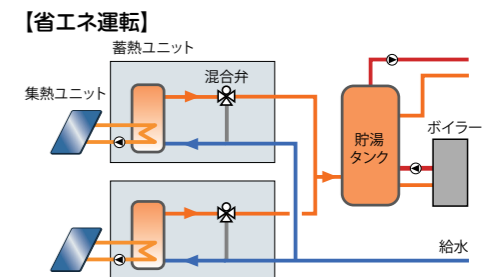 【省エネ運転】
蓄熱ユニット
集熱ユニット
混合弁
貯湯
タンク
ボイラー
給水